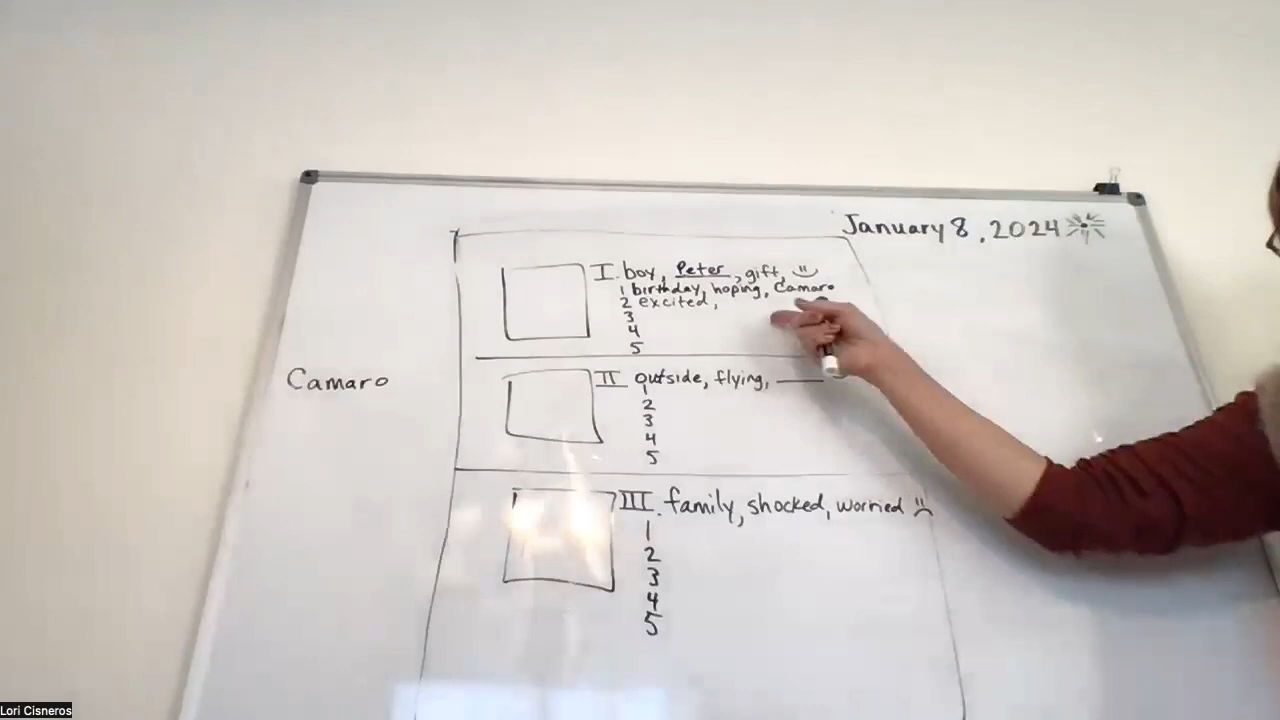 January 8, 2024
I. boy, Peter, gift,
1 birthday, hoping, Camaro
2 excited,
3
4
5
Camaro
II outside, flying,
1
2
3
4
5
III. family, shocked, worried
1
2
3
4
5
Lori Cisneros